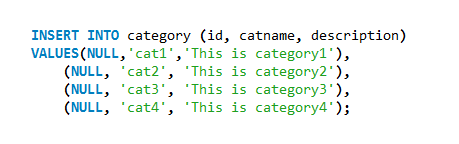 INSERT INTO category (id, catname, description)
VALUES(NULL,'cat1','This is category1'),
(NULL, 'cat2', 'This is category2'),
(NULL, 'cat3', 'This is category3'),
(NULL, 'cat4', 'This is category4');